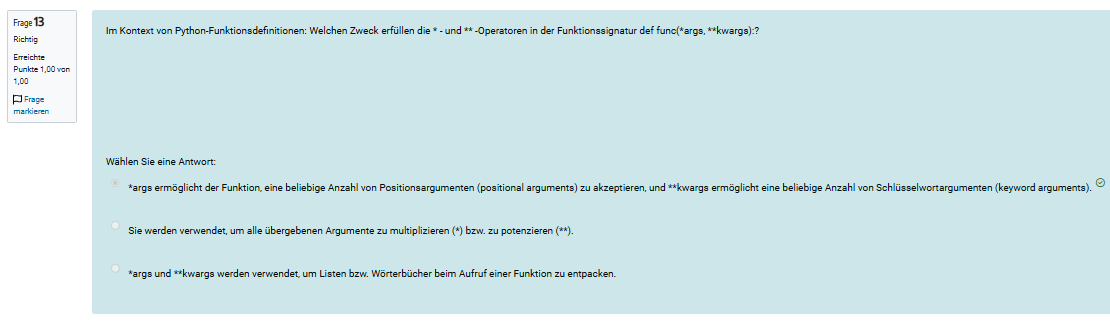 Frage 13
Richtig
Erreichte
Punkte 1,00 von
1,00
Frage
markieren
Im Kontext von Python-Funktionsdefinitionen: Welchen Zweck erfüllen die * - und ** -Operatoren in der Funktionssignatur def func(*args, **kwargs):?
Wählen Sie eine Antwort:
*args ermöglicht der Funktion, eine beliebige Anzahl von Positionsargumenten (positional arguments) zu akzeptieren, und **kwargs ermöglicht eine beliebige Anzahl von Schlüsselwortargumenten (keyword arguments).
Sie werden verwendet, um alle übergebenen Argumente zu multiplizieren (*) bzw. zu potenzieren (**).
*args und **kwargs werden verwendet, um Listen bzw. Wörterbücher beim Aufruf einer Funktion zu entpacken.